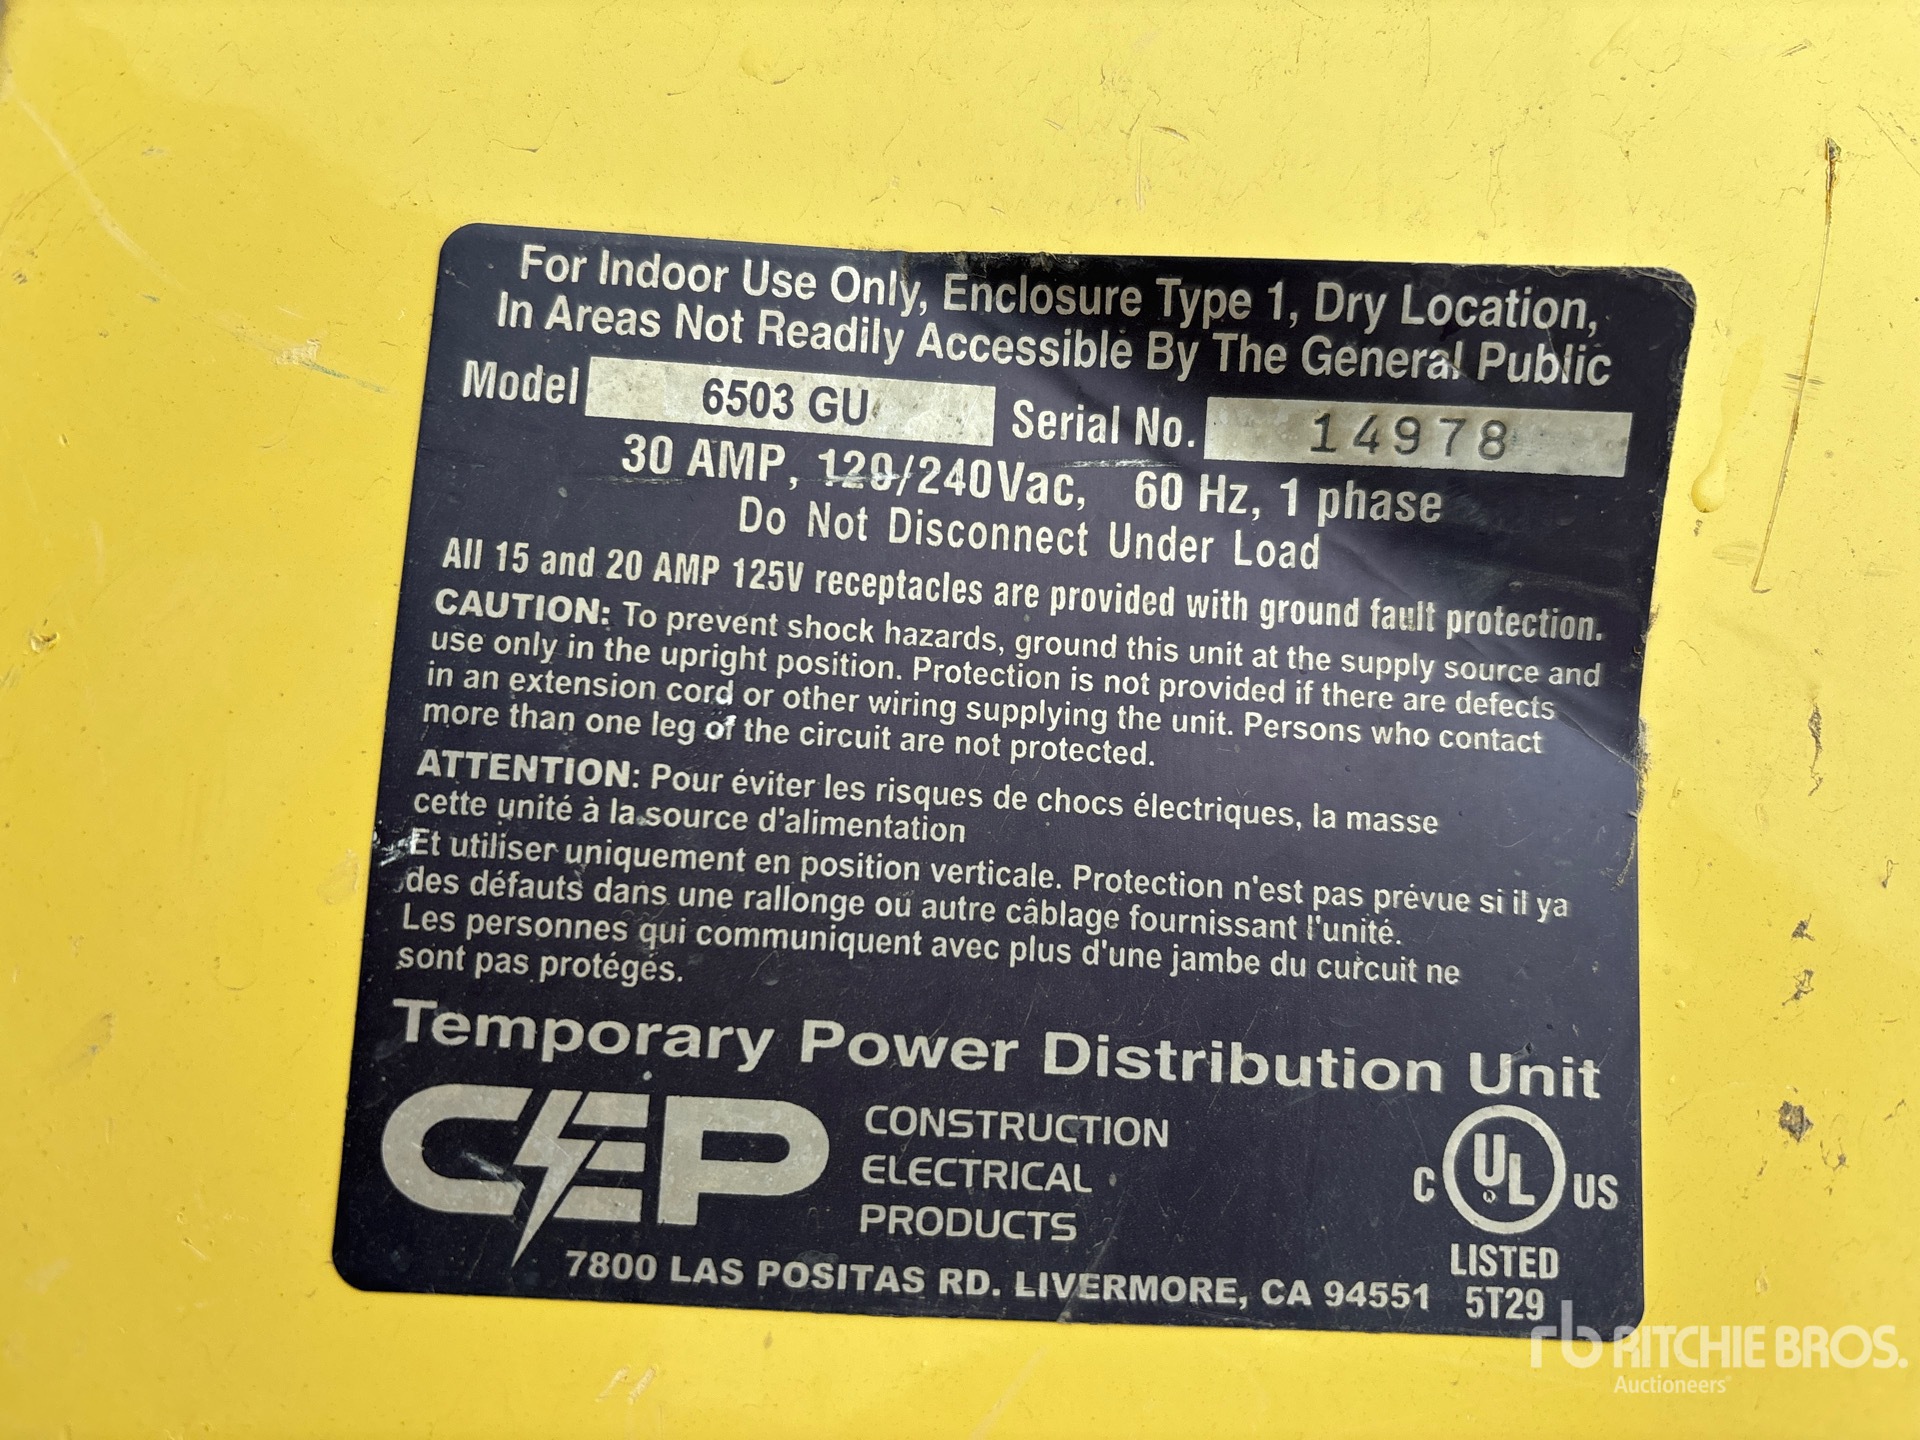 For Indoor Use Only, Enclosure Type 1, Dry Location,
In Areas Not Readily Accessible By The General Public
Model 6503 GU Serial No. 14978
30 AMP, 120/240Vac, 60 Hz, 1 phase
Do Not Disconnect Under Load
All 15 and 20 AMP 125V receptacles are provided with ground fault protection.
CAUTION: To prevent shock hazards, ground this unit at the supply source and
use only in the upright position. Protection is not provided if there are defects
in an extension cord or other wiring supplying the unit. Persons who contact
more than one leg of the circuit are not protected.
ATTENTION: Pour éviter les risques de chocs électriques, la masse
cette unité à la source d'alimentation
Et utiliser uniquement en position verticale. Protection n'est pas prévue si il ya
des défauts dans une rallonge ou autre câblage fournissant l'unité.
Les personnes qui communiquent avec plus d'une jambe du curcuit ne
sont pas protégés.
Temporary Power Distribution Unit
CEP
CONSTRUCTION
ELECTRICAL
PRODUCTS
C UL US
LISTED
5T29
7800 LAS POSITAS RD. LIVERMORE, CA 94551
rb RITCHIE BROS.
Auctioneers